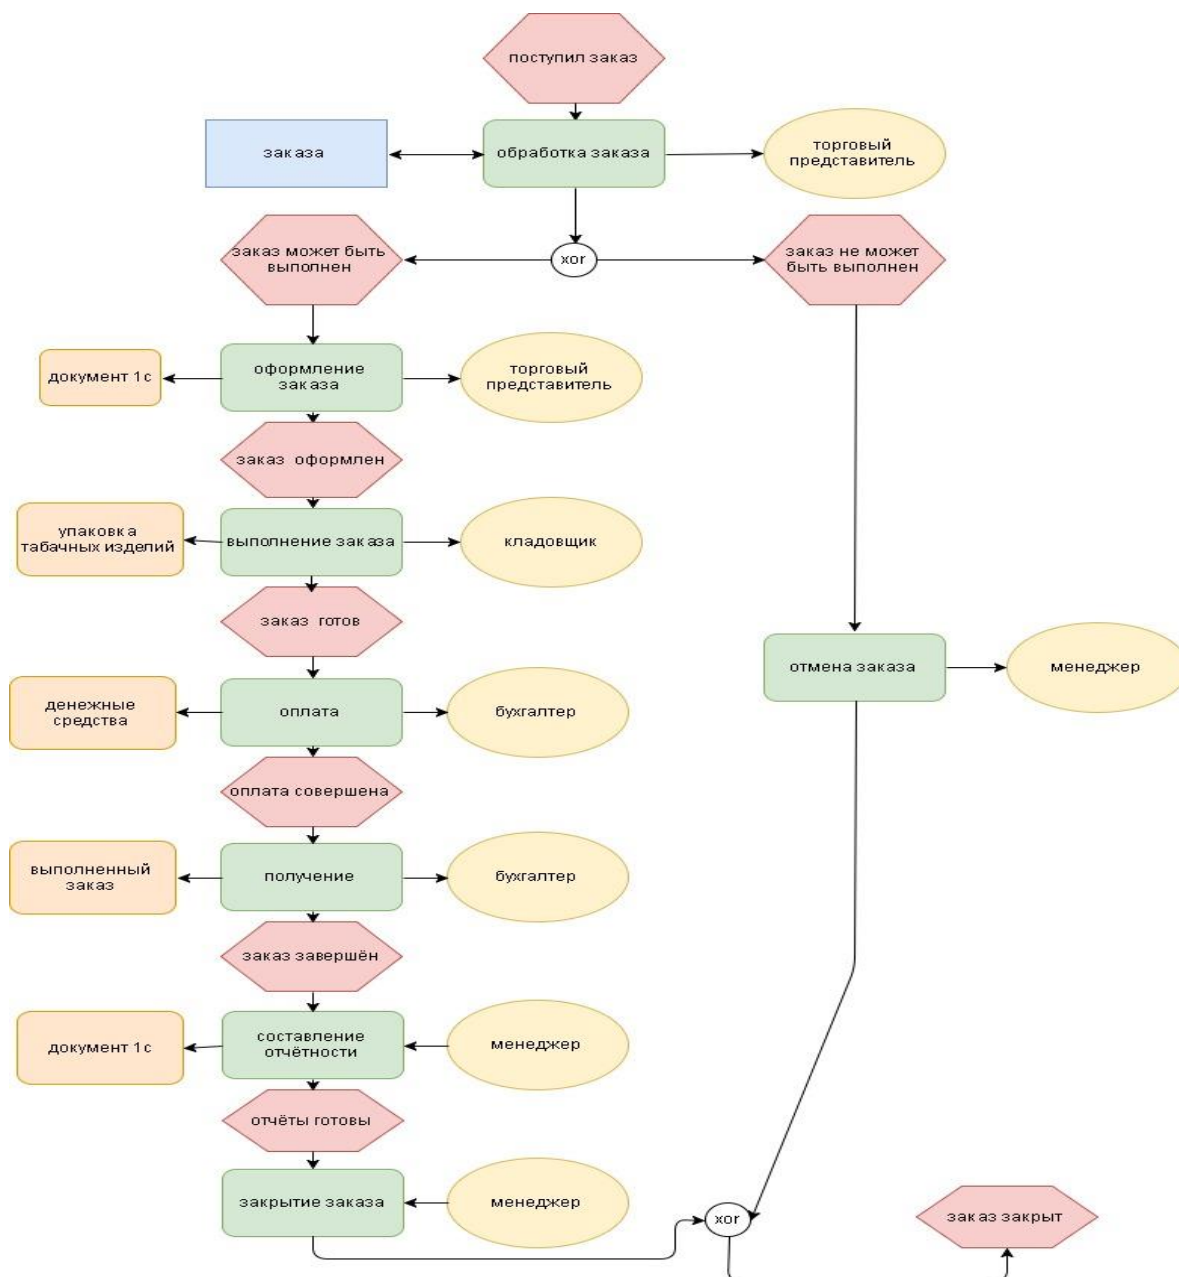 поступил заказ
заказа
обработка заказа
торговый
представитель
заказ может быть
выполнен
xor
заказ не может
быть выполнен
документ 1с
оформление
заказа
торговый
представитель
заказ оформлен
упаковка
табачных изделий
выполнение заказа
кладовщик
заказ готов
отмена заказа
менеджер
денежные
средства
оплата
бухгалтер
оплата совершена
выполненный
заказ
получение
бухгалтер
заказ завершён
документ 1с
составление
отчётности
менеджер
отчёты готовы
закрытие заказа
менеджер
xor
заказ закрыт